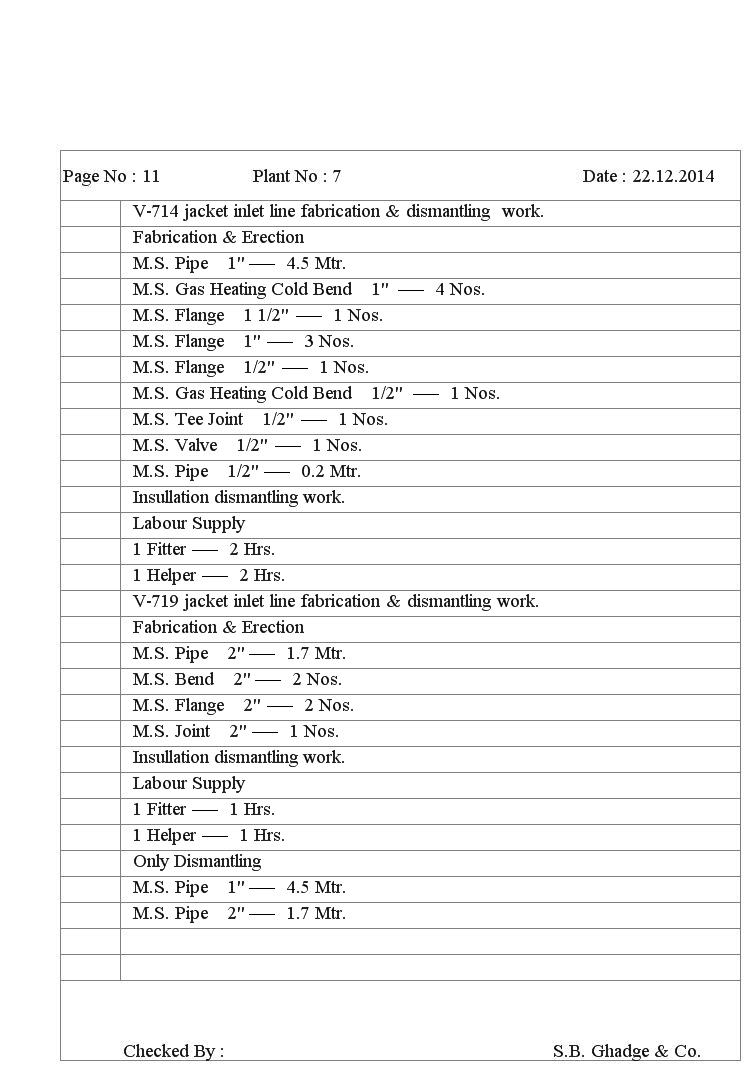 Page No : 11 Plant No : 7 Date : 22.12.2014
V-714 jacket inlet line fabrication & dismantling work.
Fabrication & Erection
M.S. Pipe 1" —– 4.5 Mtr.
M.S. Gas Heating Cold Bend 1" —– 4 Nos.
M.S. Flange 1 1/2" —– 1 Nos.
M.S. Flange 1" —– 3 Nos.
M.S. Flange 1/2" —– 1 Nos.
M.S. Gas Heating Cold Bend 1/2" —– 1 Nos.
M.S. Tee Joint 1/2" —– 1 Nos.
M.S. Valve 1/2" —– 1 Nos.
M.S. Pipe 1/2" —– 0.2 Mtr.
Insullation dismantling work.
Labour Supply
1 Fitter —– 2 Hrs.
1 Helper —– 2 Hrs.
V-719 jacket inlet line fabrication & dismantling work.
Fabrication & Erection
M.S. Pipe 2" —– 1.7 Mtr.
M.S. Bend 2" —– 2 Nos.
M.S. Flange 2" —– 2 Nos.
M.S. Joint 2" —– 1 Nos.
Insullation dismantling work.
Labour Supply
1 Fitter —– 1 Hrs.
1 Helper —– 1 Hrs.
Only Dismantling
M.S. Pipe 1" —– 4.5 Mtr.
M.S. Pipe 2" —– 1.7 Mtr.
Checked By : S.B. Ghadge & Co.